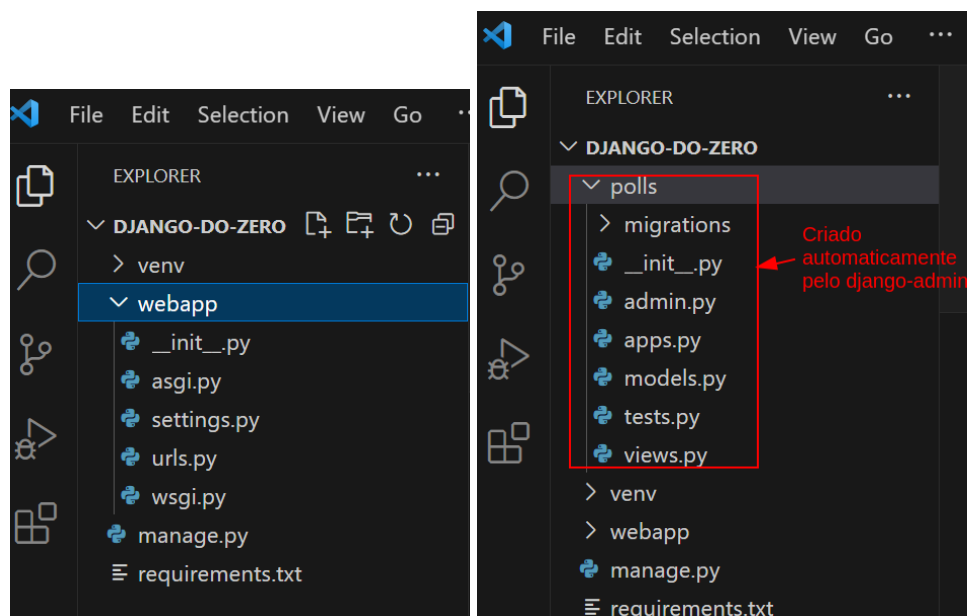 File Edit Selection View Go ··
EXPLORER ···
DJANGO-DO-ZERO
venv
webapp
__init__.py
asgi.py
settings.py
urls.py
wsgi.py
manage.py
requirements.txt
File Edit Selection View Go ···
EXPLORER ···
DJANGO-DO-ZERO
polls
migrations
__init__.py
admin.py
apps.py
models.py
tests.py
views.py
venv
webapp
manage.py
requirements.txt
Criado
automaticamente
pelo django-admin